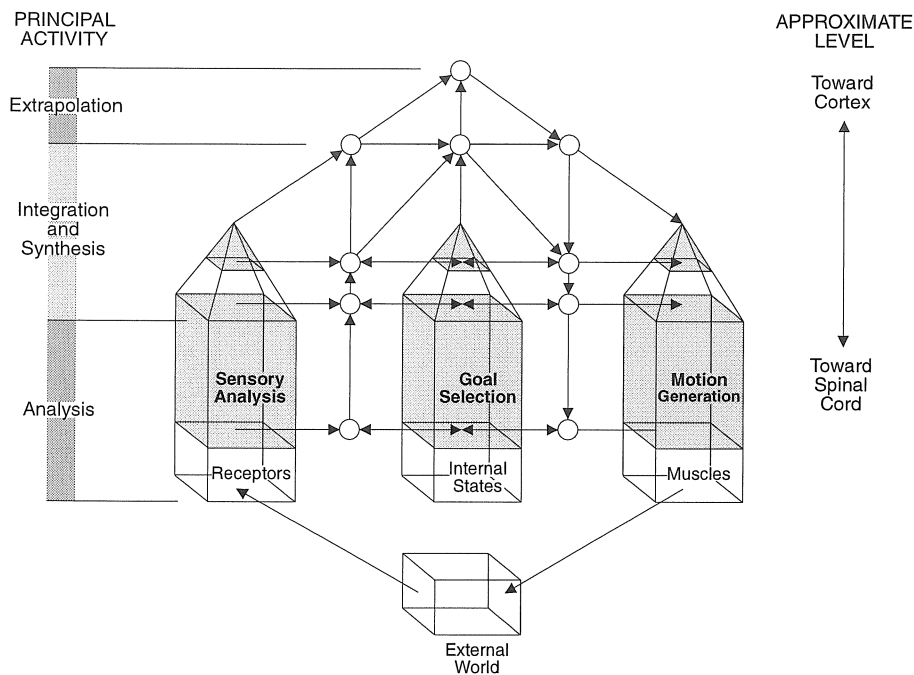 PRINCIPAL
ACTIVITY
APPROXIMATE
LEVEL
Extrapolation
Toward
Cortex
Integration
and
Synthesis
Analysis
Sensory
Analysis
Goal
Selection
Motion
Generation
Toward
Spinal
Cord
Receptors
Internal
States
Muscles
External
World